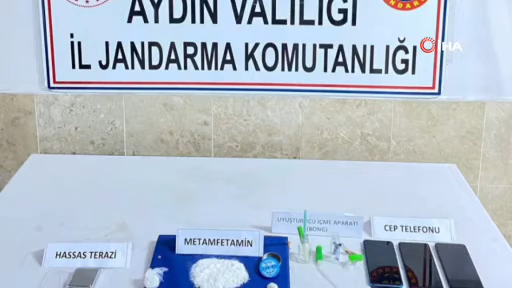 AYDIN VALİLİĞİ
İL JANDARMA KOMUTANLIĞI
İHA
UYUŞTURUCU İÇME APARATI
(BONG)
CEP TELEFONU
METAMFETAMİN
HASSAS TERAZİ